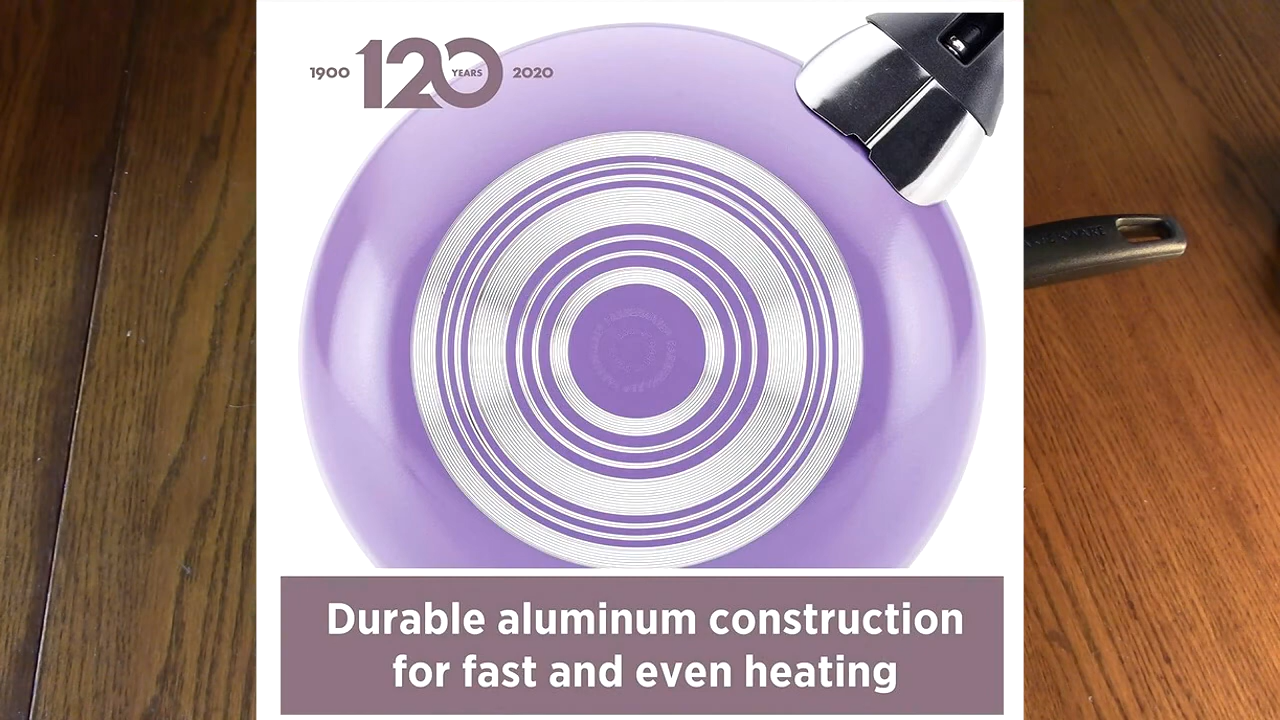 1900 120 YEARS 2020
Durable aluminum construction
for fast and even heating